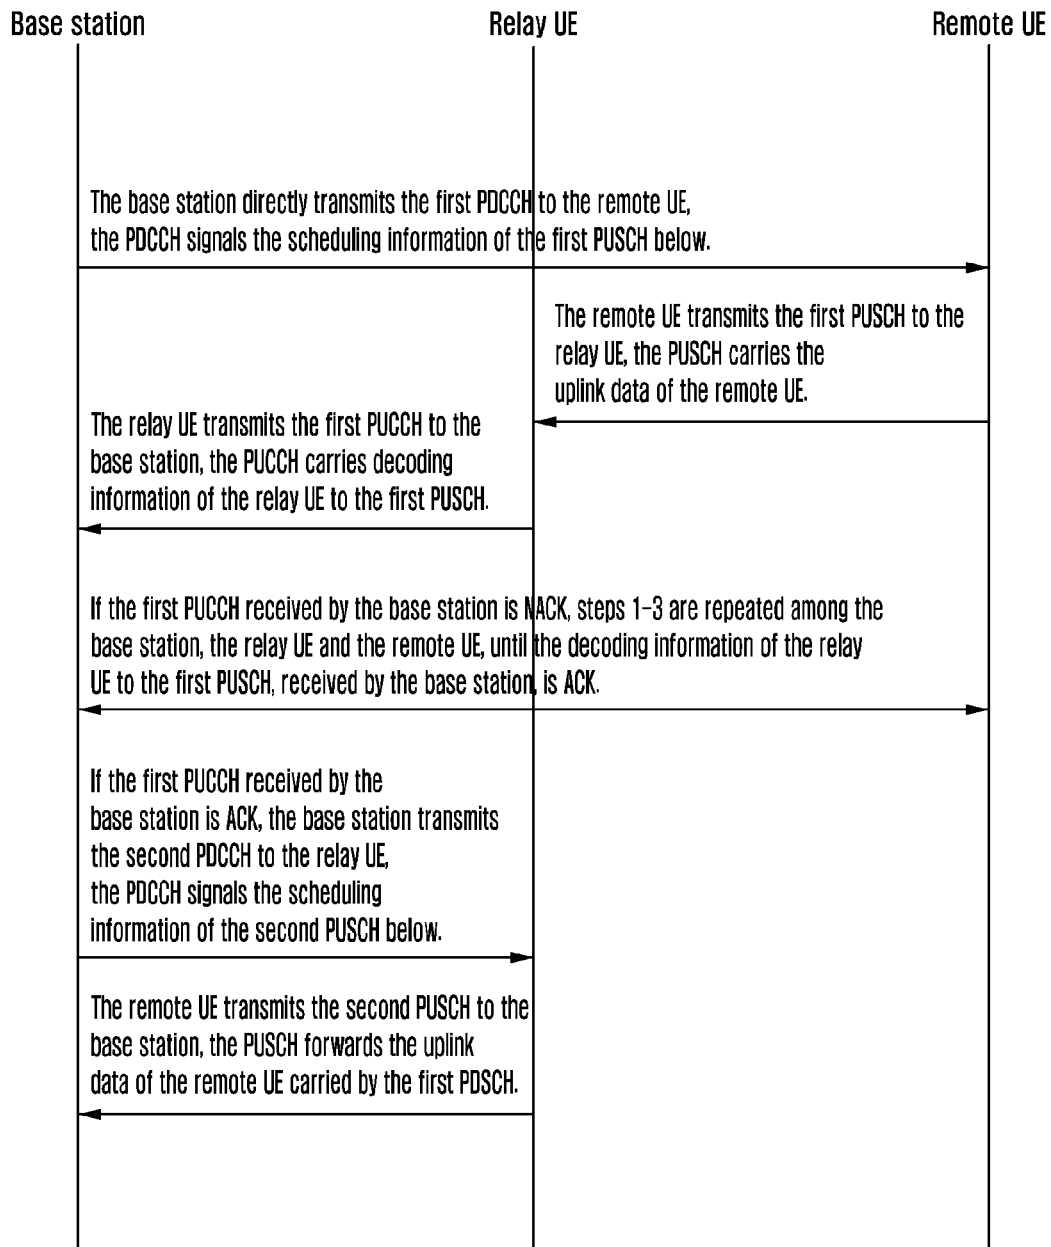 Base station
Relay UE
Remote UE
The base station directly transmits the first PDCCH to the remote UE,
the PDCCH signals the scheduling information of the first PUSCH below.
The remote UE transmits the first PUSCH to the
relay UE, the PUSCH carries the
uplink data of the remote UE.
The relay UE transmits the first PUCCH to the
base station, the PUCCH carries decoding
information of the relay UE to the first PUSCH.
If the first PUCCH received by the base station is NACK, steps 1-3 are repeated among the
base station, the relay UE and the remote UE, until the decoding information of the relay
UE to the first PUSCH, received by the base station, is ACK.
If the first PUCCH received by the
base station is ACK, the base station transmits
the second PDCCH to the relay UE,
the PDCCH signals the scheduling
information of the second PUSCH below.
The remote UE transmits the second PUSCH to the
base station, the PUSCH forwards the uplink
data of the remote UE carried by the first PDSCH.